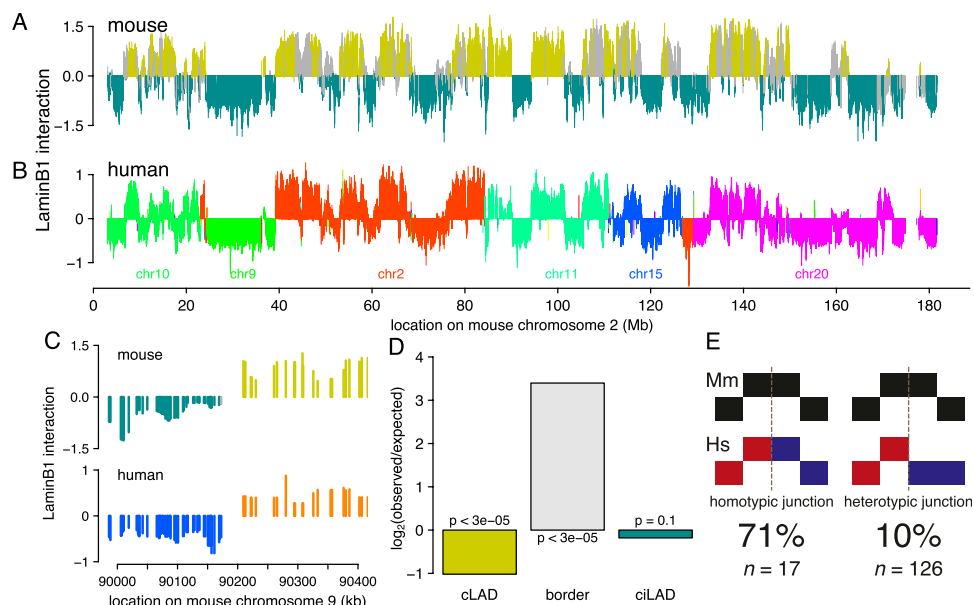 A
mouse
LaminB1 interaction
1.5
0.0
−1.5
B
human
1
0
−1
chr10
chr9
chr2
chr11
chr15
chr20
0 20 40 60 80 100 120 140 160 180
location on mouse chromosome 2 (Mb)
C
mouse
LaminB1 interaction
1.5
0.0
−1.5
human
1
0
−1
90000 90100 90200 90300 90400
location on mouse chromosome 9 (kb)
D
log2(observed/expected)
4
3
2
1
0
−1
p < 3e−05
p < 3e−05
p = 0.1
cLAD border ciLAD
E
Mm
Hs
homotypic junction heterotypic junction
71% 10%
n = 17 n = 126